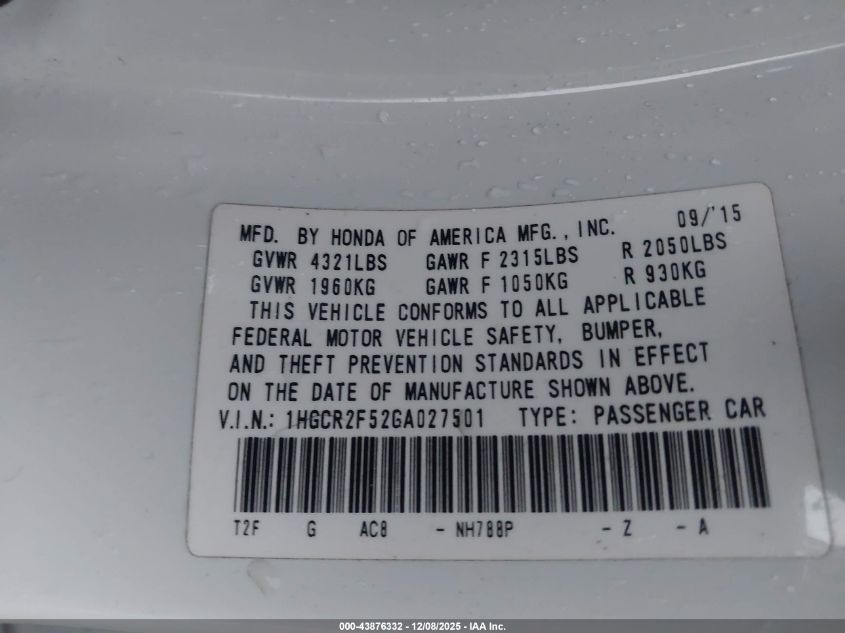 MFD. BY HONDA OF AMERICA MFG., INC. 09/'15
GVWR 4321LBS GAWR F 2315LBS R 2050LBS
GVWR 1960KG GAWR F 1050KG R 930KG
THIS VEHICLE CONFORMS TO ALL APPLICABLE
FEDERAL MOTOR VEHICLE SAFETY, BUMPER,
AND THEFT PREVENTION STANDARDS IN EFFECT
ON THE DATE OF MANUFACTURE SHOWN ABOVE.
V.I.N.: 1HGCR2F52GA027501 TYPE: PASSENGER CAR
T2F G AC8 - NH788P - Z - A
000-43876332 - 12/08/2025 - IAA Inc.